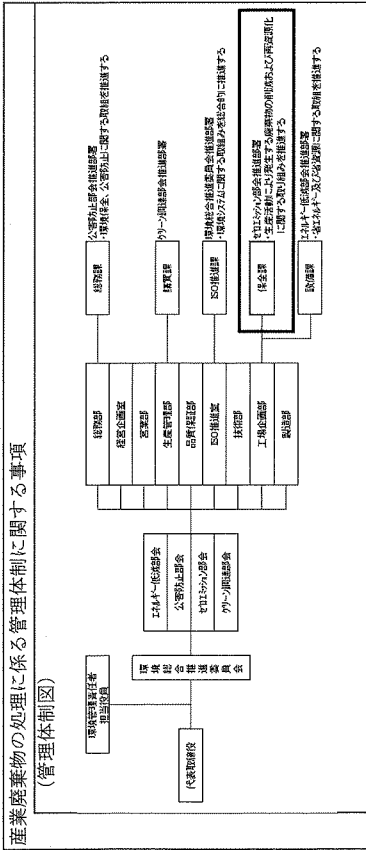 産業廃棄物の処理に係る管理体制に関する事項
(管理体制図)
代表取締役
環境管理責任者
担当役員
環境総合推進委員会
エネルギー低減部会
公害防止部会
ゼロエミッション部会
グリーン調達部会
総務部
経営企画室
営業部
生産管理部
品質保証部
ISO推進室
技術部
工場企画部
製造部
総務課
公害防止部会推進部署
・環境保全、公害防止に関する取組を推進する
購買課
グリーン調達部会推進部署
ISO推進課
環境総合推進委員会推進部署
・環境システムに関する取組みを総合的に推進する
保全課
ゼロエミッション部会推進部署
・生産活動により発生する廃棄物の削減および再資源化
に関する取り組みを推進する
設備課
エネルギー低減部会推進部署
・省エネルギー及び省資源に関する取組を推進する